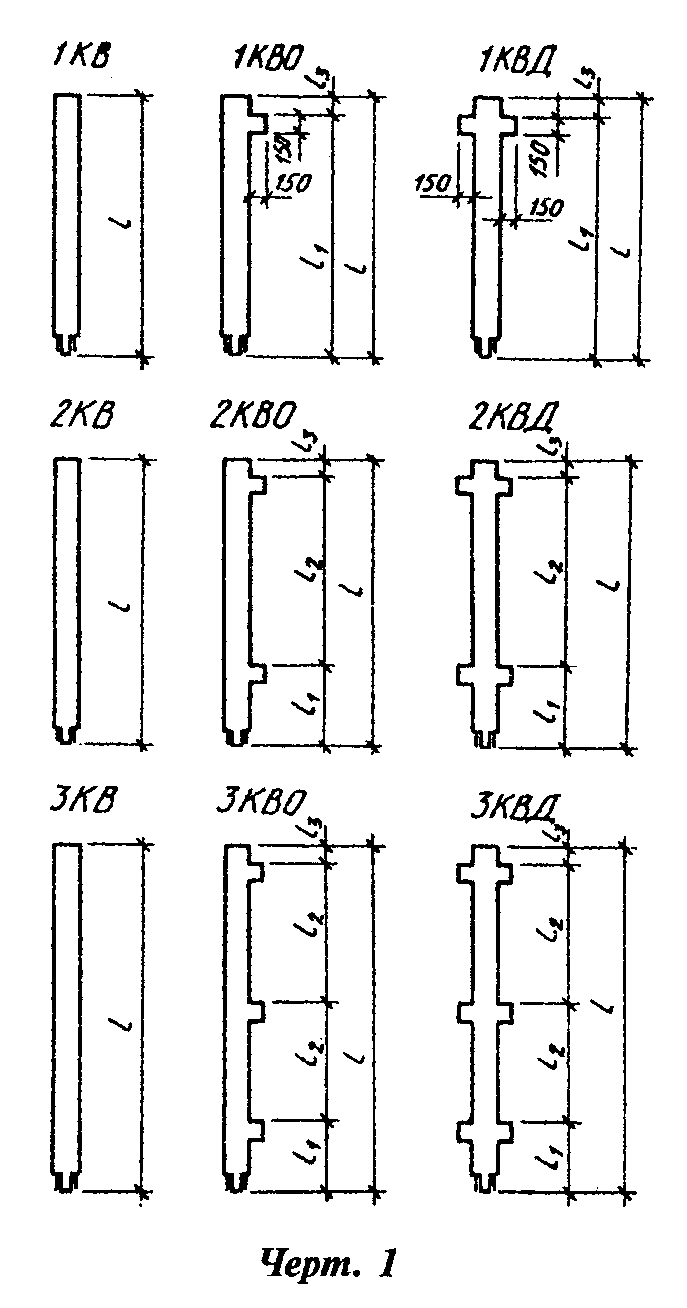 1КВ 1КВО 1КВД
l3 l3
150 150
150 150 150
l l1 l l1 l
2КВ 2КВО 2КВД
l3 l3
l2 l2
l l l
l1 l1
3КВ 3КВО 3КВД
l3 l3
l2 l2
l l2 l l2 l
l1 l1
Черт. 1